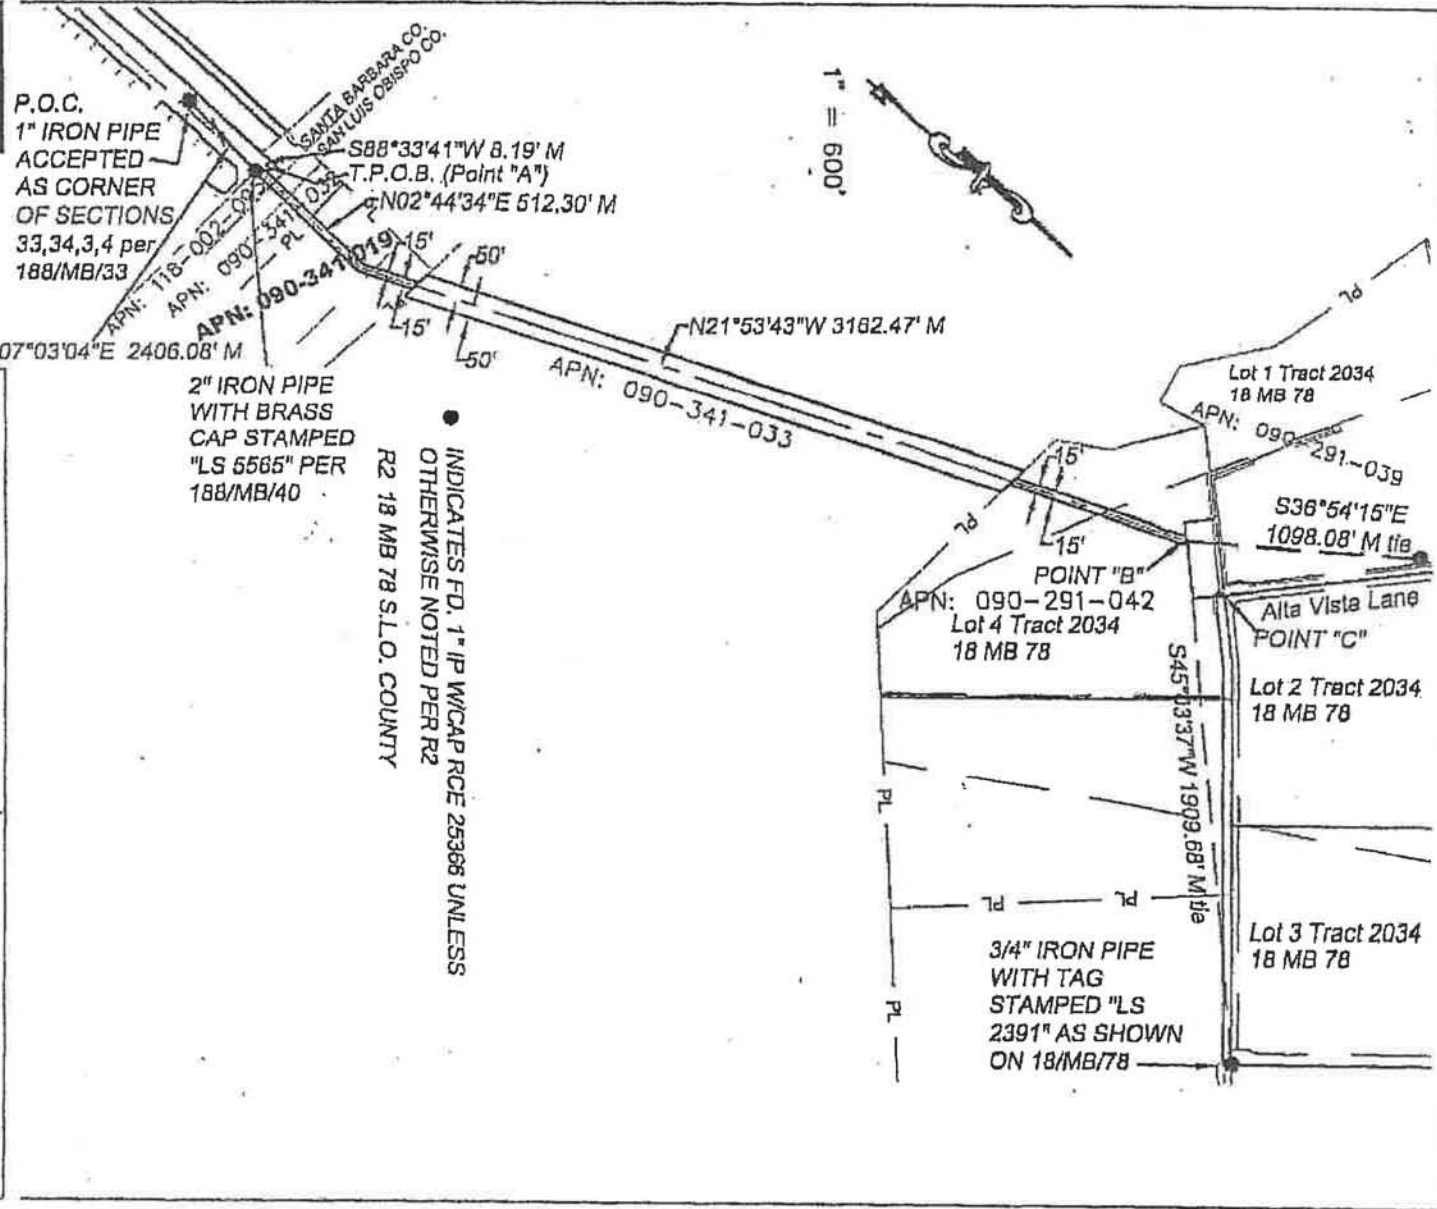 P.O.C.
1" IRON PIPE
ACCEPTED
AS CORNER
OF SECTIONS
33,34,3,4 per
188/MB/33
SANTA BARBARA CO.
SAN LUIS OBISPO CO.
S88°33'41"W 8.19' M
T.P.O.B. (Point "A")
N02°44'34"E 512.30' M
1" = 600'
APN: 118-002-005
APN: 090-341-032
PL
APN: 090-341-019
15'
50'
15'
50'
07°03'04"E 2406.08' M
2" IRON PIPE
WITH BRASS
CAP STAMPED
"LS 5565" PER
188/MB/40
N21°53'43"W 3182.47' M
APN: 090-341-033
INDICATES FD. 1" IP W/CAP RCE 25366 UNLESS
OTHERWISE NOTED PER R2
R2 18 MB 78 S.L.O. COUNTY
PL
Lot 1 Tract 2034
18 MB 78
APN: 090-291-039
15'
15'
PL
S36°54'15"E
1098.08' M tie
POINT "B"
APN: 090-291-042
Lot 4 Tract 2034
18 MB 78
Alta Vista Lane
POINT "C"
S45°03'37"W 1909.68' M tie
Lot 2 Tract 2034
18 MB 78
PL
PL
PL
PL
Lot 3 Tract 2034
18 MB 78
3/4" IRON PIPE
WITH TAG
STAMPED "LS
2391" AS SHOWN
ON 18/MB/78